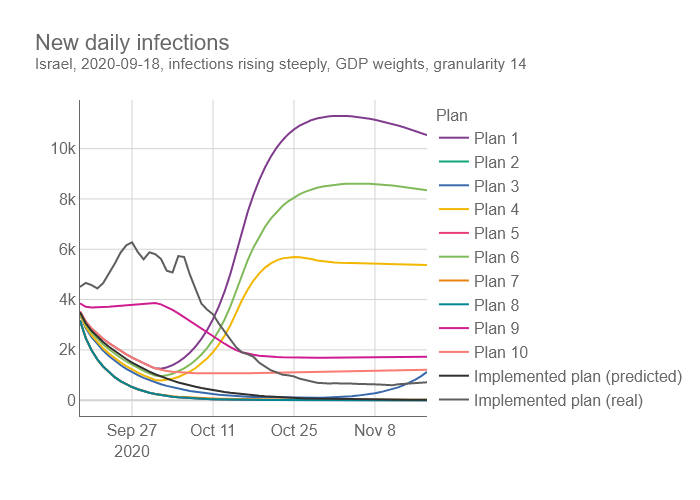 New daily infections
Israel, 2020-09-18, infections rising steeply, GDP weights, granularity 14
Plan
10k
8k
6k
4k
2k
0
Sep 27
2020
Oct 11
Oct 25
Nov 8
Plan 1
Plan 2
Plan 3
Plan 4
Plan 5
Plan 6
Plan 7
Plan 8
Plan 9
Plan 10
Implemented plan (predicted)
Implemented plan (real)